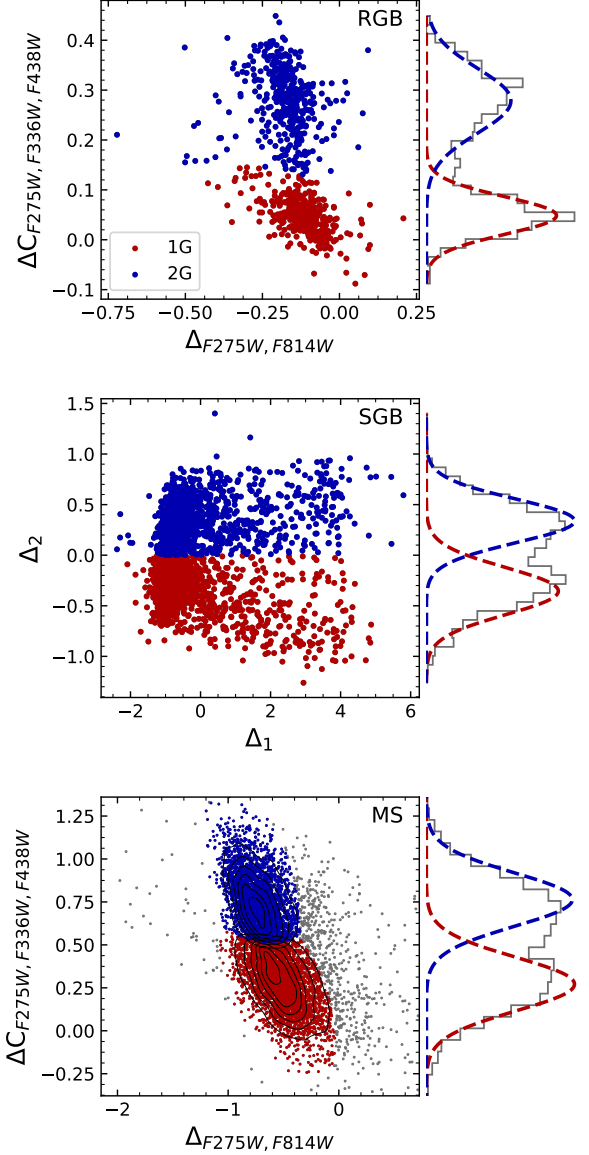 RGB
0.4
0.3
0.2
0.1
0.0
−0.1
ΔC_F275W, F336W, F438W
1G
2G
−0.75 −0.50 −0.25 0.00 0.25
Δ_F275W, F814W
SGB
1.5
1.0
0.5
0.0
−0.5
−1.0
Δ_2
−2 0 2 4 6
Δ_1
MS
1.25
1.00
0.75
0.50
0.25
0.00
−0.25
ΔC_F275W, F336W, F438W
−2 −1 0
Δ_F275W, F814W